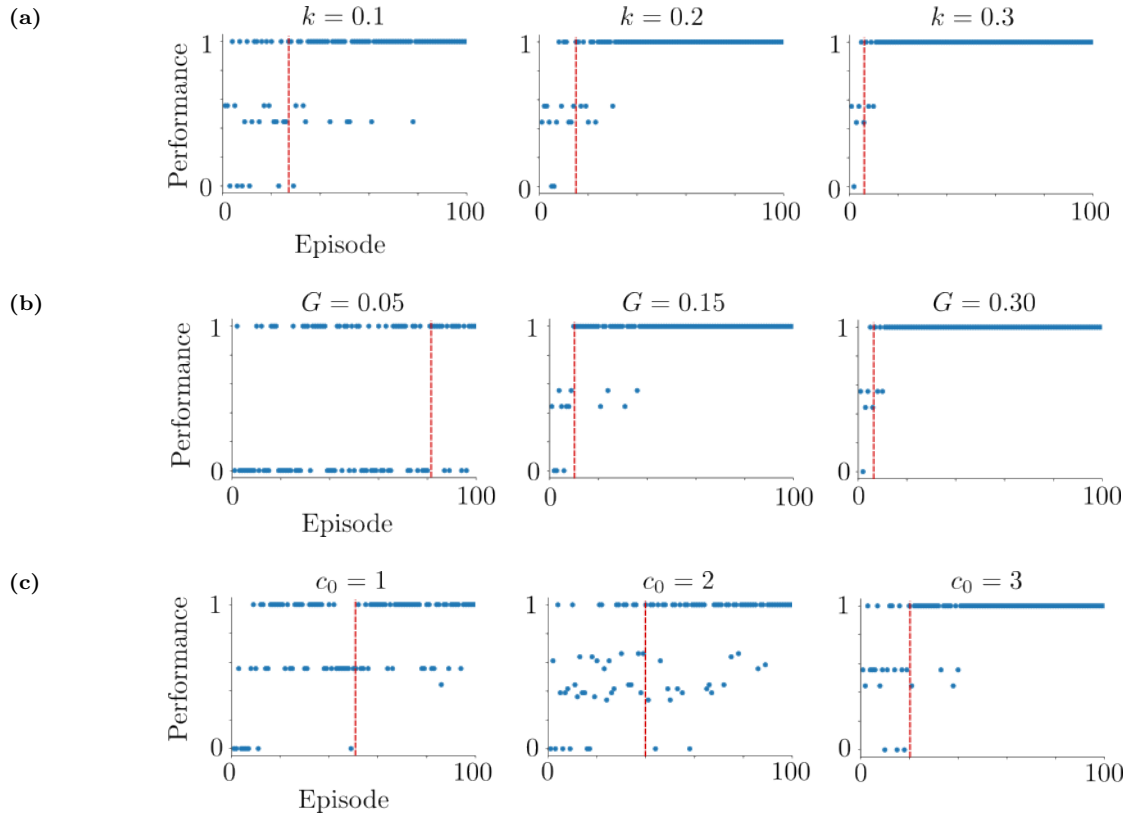 (a)
k = 0.1
k = 0.2
k = 0.3
Performance
1
0
0
100
1
0
0
100
1
0
0
100
Episode
(b)
G = 0.05
G = 0.15
G = 0.30
Performance
1
0
0
100
1
0
0
100
1
0
0
100
Episode
(c)
c₀ = 1
c₀ = 2
c₀ = 3
Performance
1
0
0
100
1
0
0
100
1
0
0
100
Episode